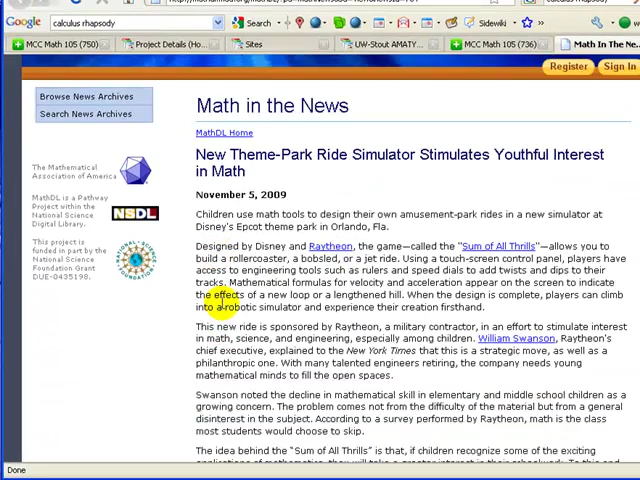 Google
calculus rhapsody
Search
Sidewiki
MCC Math 105 (750)
Project Details (Ho...
Sites
UW-Stout AMATY...
MCC Math 105 (736)
Math In The Ne...
Register
Sign In
Browse News Archives
Search News Archives
The Mathematical
Association of America
MathDL is a Pathway
Project within the
National Science
Digital Library.
NSDL
This project is
funded in part by the
National Science
Foundation Grant
DUE-0435198.
Math in the News
MathDL Home
New Theme-Park Ride Simulator Stimulates Youthful Interest
in Math
November 5, 2009
Children use math tools to design their own amusement-park rides in a new simulator at
Disney's Epcot theme park in Orlando, Fla.
Designed by Disney and Raytheon, the game—called the "Sum of All Thrills"—allows you to
build a rollercoaster, a bobsled, or a jet ride. Using a touch-screen control panel, players have
access to engineering tools such as rulers and speed dials to add twists and dips to their
tracks. Mathematical formulas for velocity and acceleration appear on the screen to indicate
the effects of a new loop or a lengthened hill. When the design is complete, players can climb
into a robotic simulator and experience their creation firsthand.
This new ride is sponsored by Raytheon, a military contractor, in an effort to stimulate interest
in math, science, and engineering, especially among children. William Swanson, Raytheon's
chief executive, explained to the New York Times that this is a strategic move, as well as a
philanthropic one. With many talented engineers retiring, the company needs young
mathematical minds to fill the open spaces.
Swanson noted the decline in mathematical skill in elementary and middle school children as a
growing concern. The problem comes not from the difficulty of the material but from a general
disinterest in the subject. According to a survey performed by Raytheon, math is the class
most students would choose to skip.
The idea behind the "Sum of All Thrills" is that, if children recognize some of the exciting
Done